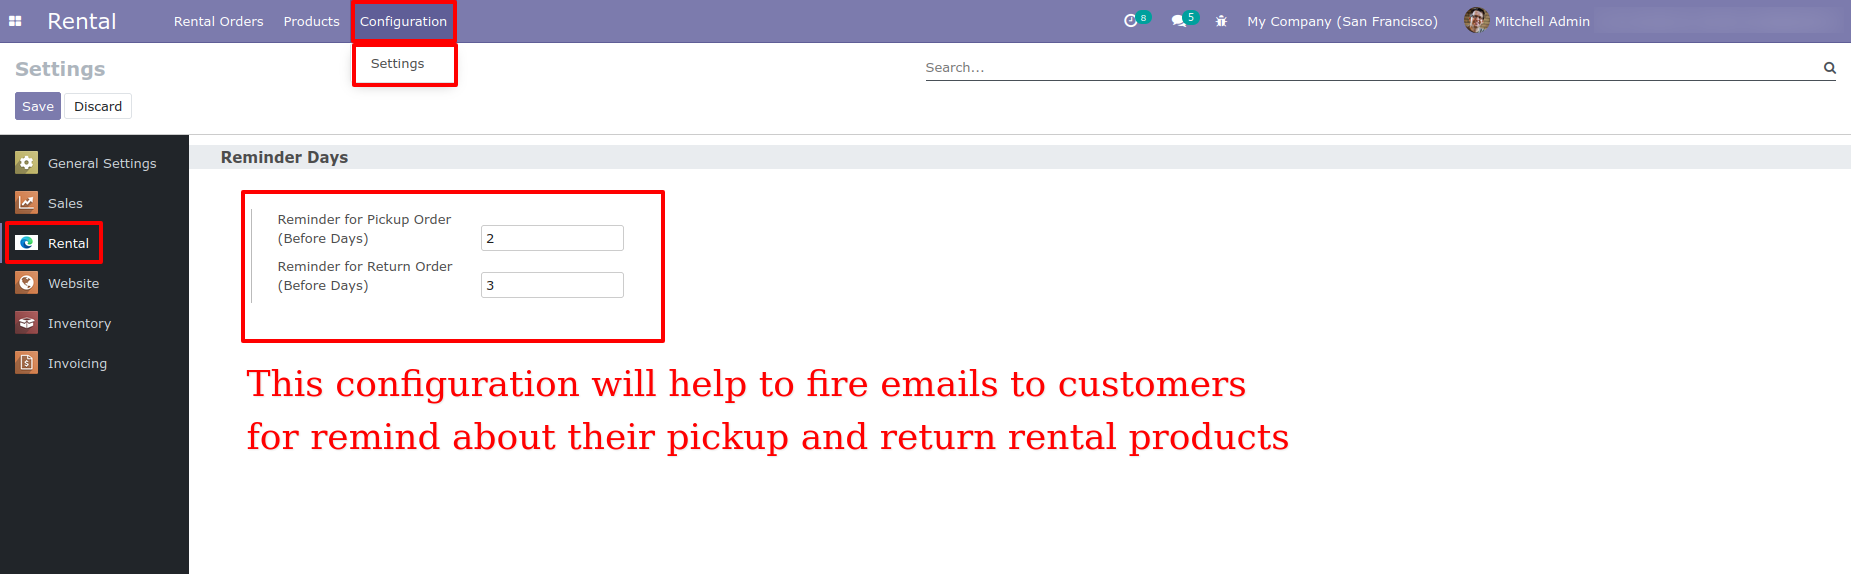 Rental Rental Orders Products Configuration 8 5 My Company (San Francisco) Mitchell Admin
Settings
Settings
Search...
Save Discard
General Settings
Sales
Rental
Website
Inventory
Invoicing
Reminder Days
Reminder for Pickup Order
(Before Days)
2
Reminder for Return Order
(Before Days)
3
This configuration will help to fire emails to customers
for remind about their pickup and return rental products